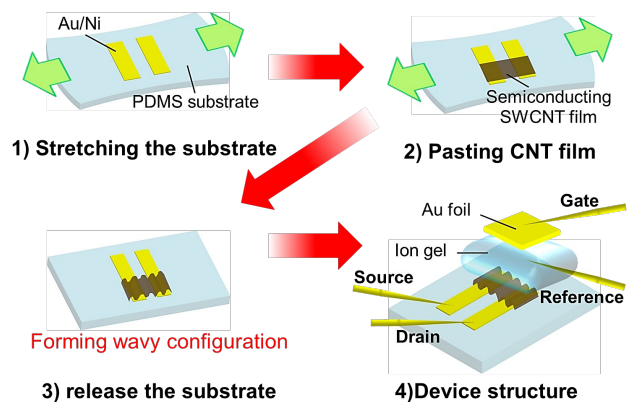 Au/Ni
PDMS substrate
1) Stretching the substrate
Semiconducting
SWCNT film
2) Pasting CNT film
Forming wavy configuration
3) release the substrate
Gate
Au foil
Ion gel
Source
Reference
Drain
4)Device structure